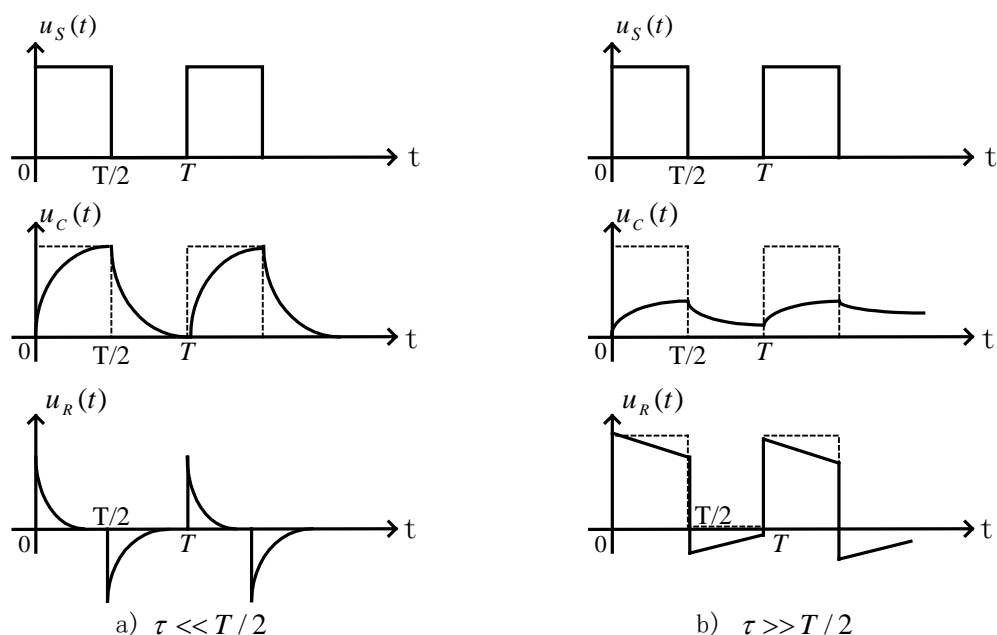 u_S(t)
0 T/2 T t
u_C(t)
0 T/2 T t
u_R(t)
0 T/2 T t
a) τ << T / 2
u_S(t)
0 T/2 T t
u_C(t)
0 T/2 T t
u_R(t)
0 T/2 T t
b) τ >> T / 2